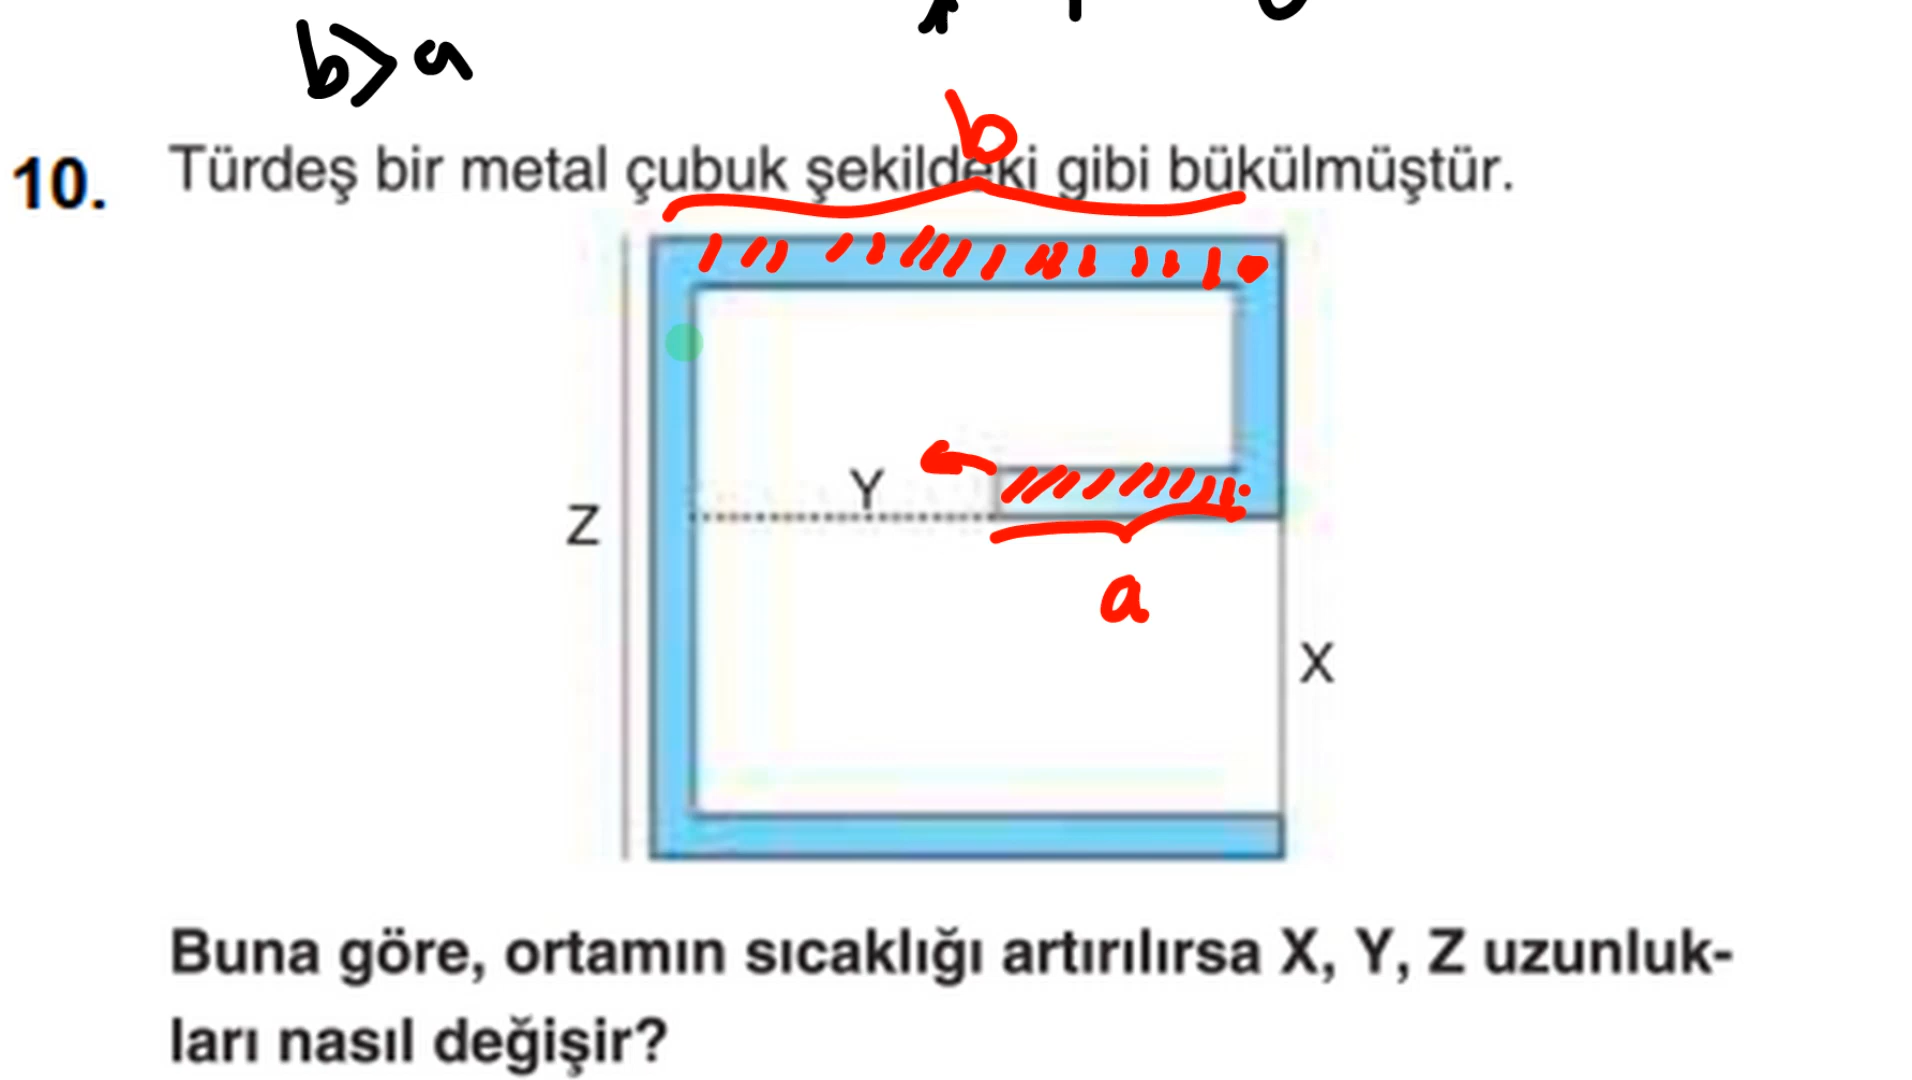 b>a
b
10. Türdeş bir metal çubuk şekildeki gibi bükülmüştür.
Y
Z
a
X
Buna göre, ortamın sıcaklığı artırılırsa X, Y, Z uzunluk-
ları nasıl değişir?